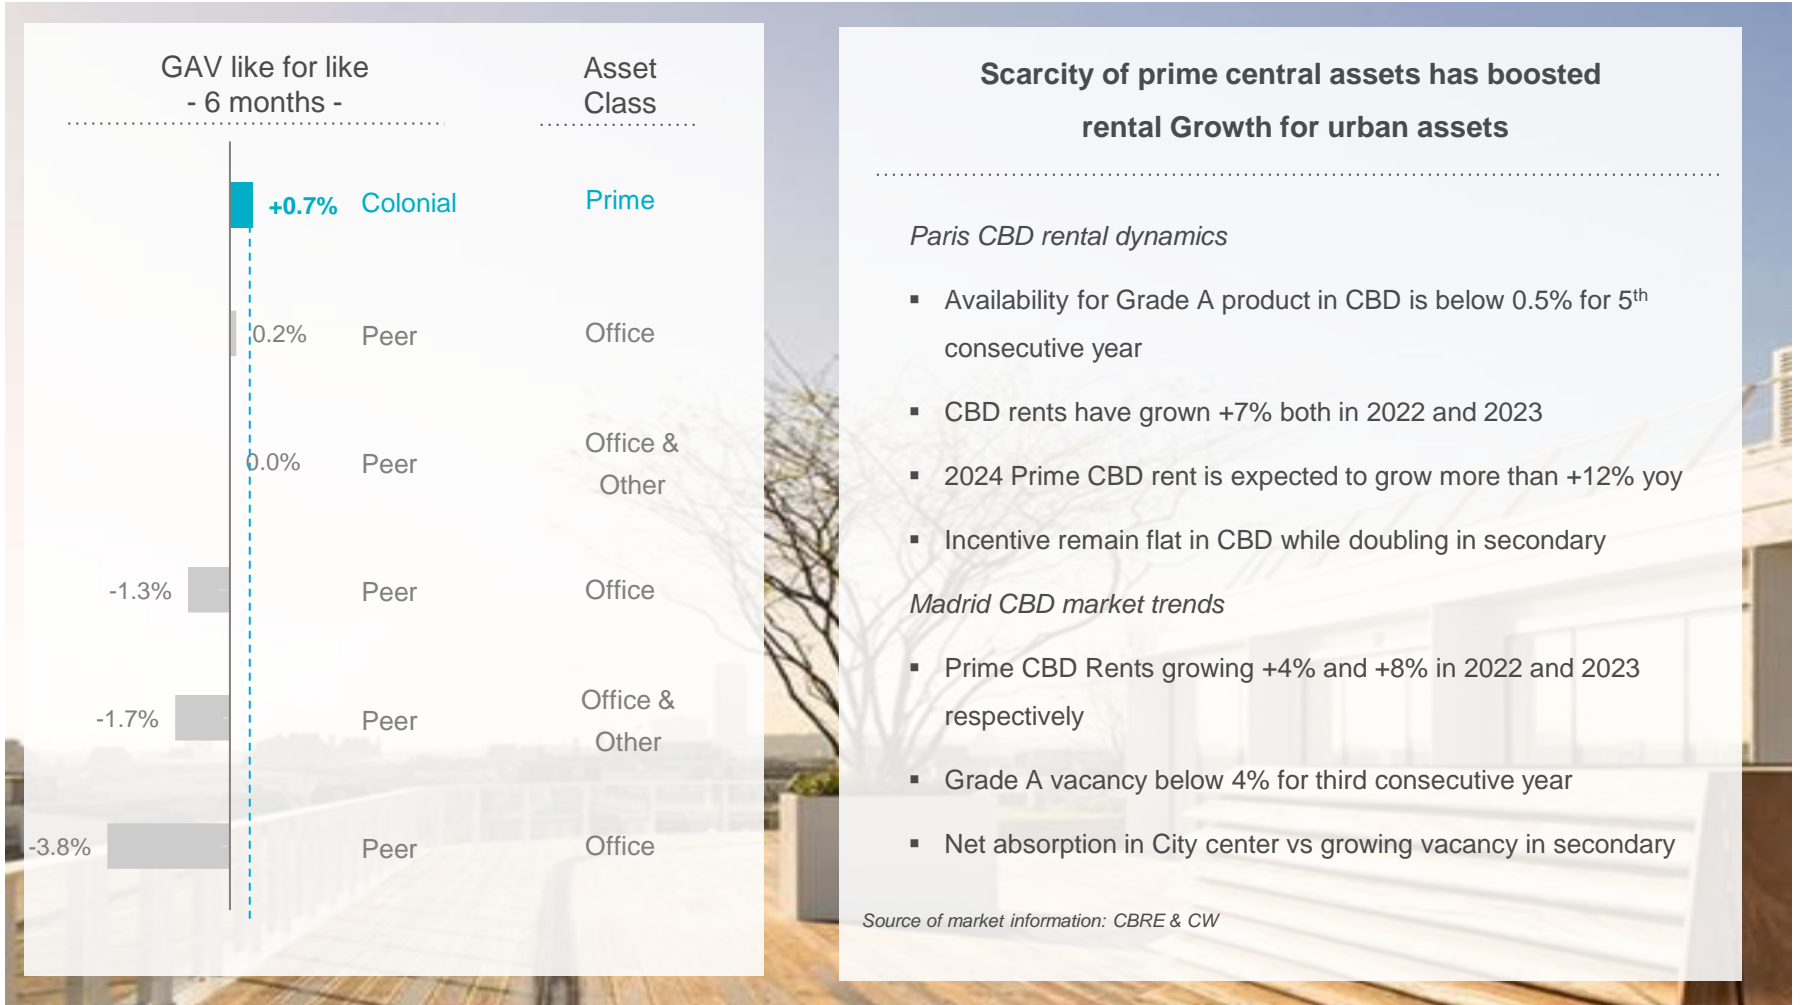 GAV like for like
- 6 months -
Asset
Class
+0.7% Colonial Prime
0.2% Peer Office
0.0% Peer Office &
Other
-1.3% Peer Office
-1.7% Peer Office &
Other
-3.8% Peer Office
Scarcity of prime central assets has boosted
rental Growth for urban assets
Paris CBD rental dynamics
▪ Availability for Grade A product in CBD is below 0.5% for 5th
consecutive year
▪ CBD rents have grown +7% both in 2022 and 2023
▪ 2024 Prime CBD rent is expected to grow more than +12% yoy
▪ Incentive remain flat in CBD while doubling in secondary
Madrid CBD market trends
▪ Prime CBD Rents growing +4% and +8% in 2022 and 2023
respectively
▪ Grade A vacancy below 4% for third consecutive year
▪ Net absorption in City center vs growing vacancy in secondary
Source of market information: CBRE & CW